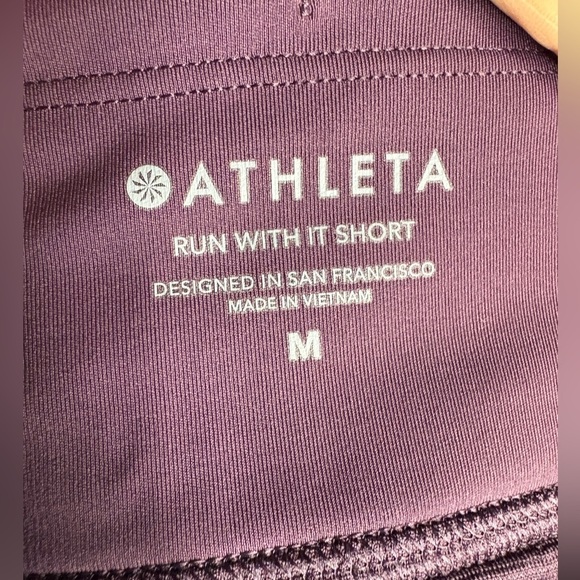 ATHLETA
RUN WITH IT SHORT
DESIGNED IN SAN FRANCISCO
MADE IN VIETNAM
M